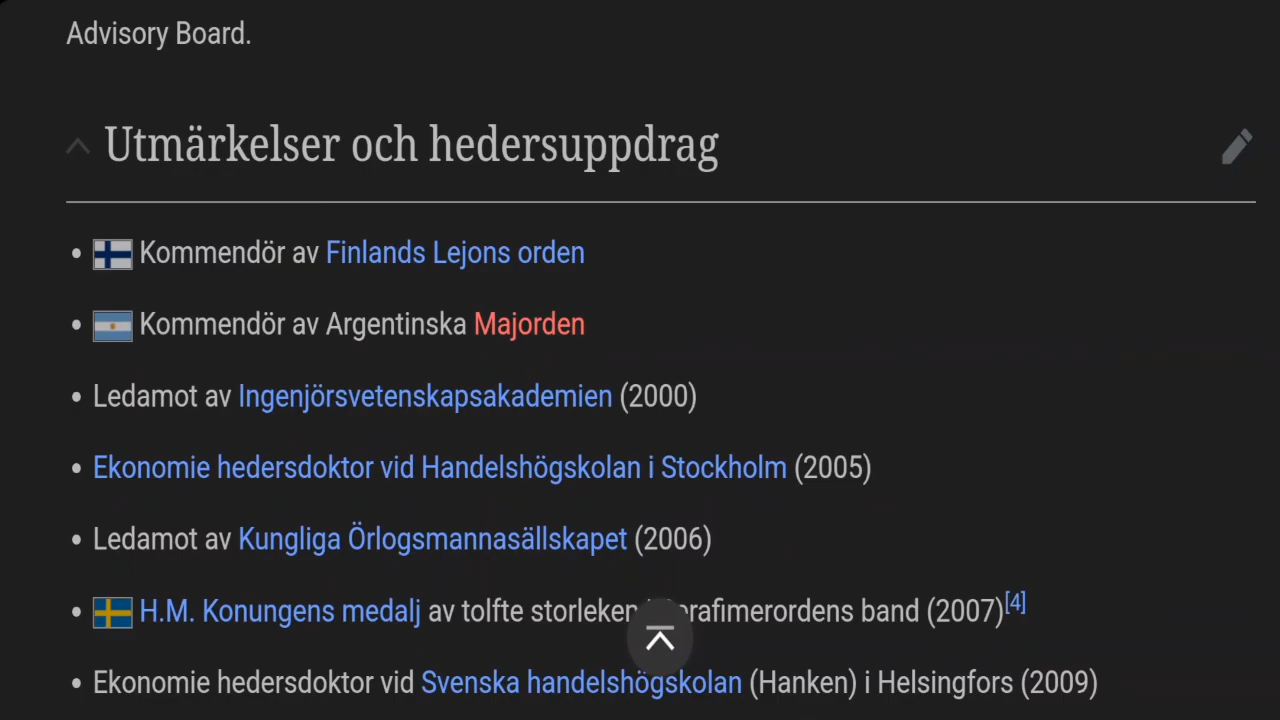 Advisory Board.
Utmärkelser och hedersuppdrag
Kommendör av Finlands Lejons orden
Kommendör av Argentinska Majorden
Ledamot av Ingenjörsvetenskapsakademien (2000)
Ekonomie hedersdoktor vid Handelshögskolan i Stockholm (2005)
Ledamot av Kungliga Örlogsmannasällskapet (2006)
H.M. Konungens medalj av tolfte storleken band (2007)[4]
Ekonomie hedersdoktor vid Svenska handelshögskolan (Hanken) i Helsingfors (2009)